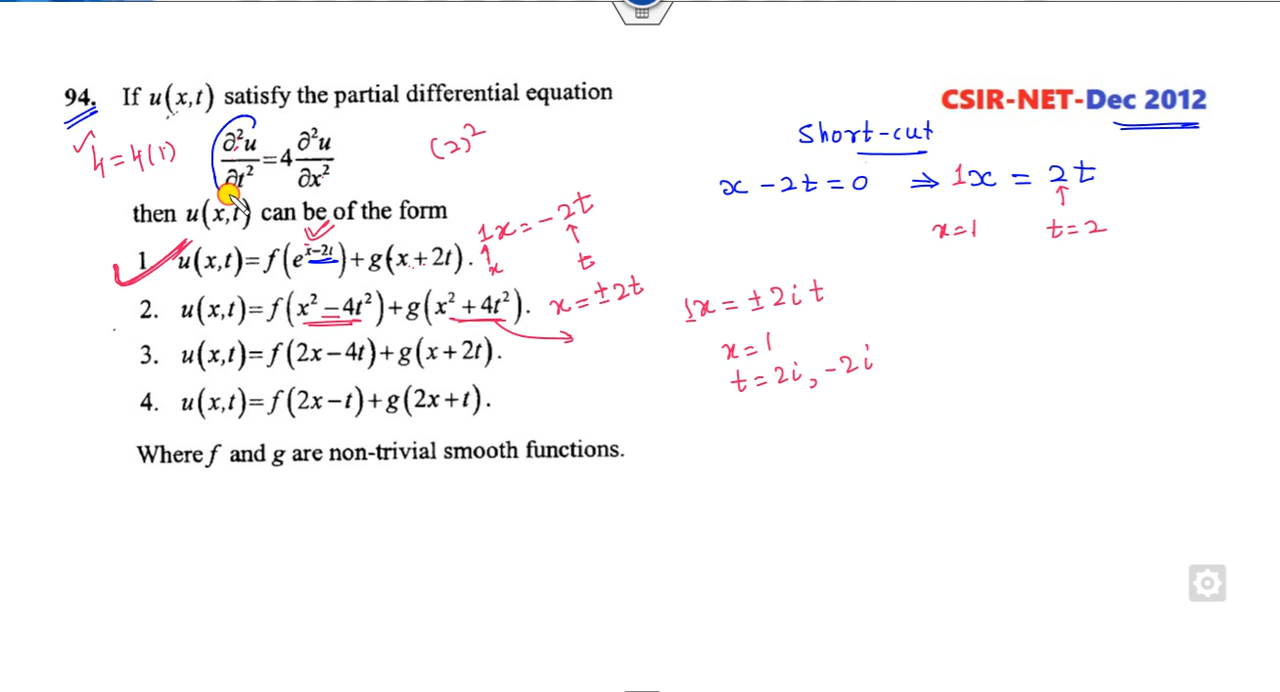 94. If u(x,t) satisfy the partial differential equation
CSIR-NET-Dec 2012
Short-cut
4=4(1)
∂²u/∂t² = 4 ∂²u/∂x²
(2)²
x - 2t = 0 ⇒ 1x = 2t
x=1 t=2
then u(x,t) can be of the form
1x = -2t
x t
1. u(x,t)=f(e^{x-2t})+g(x+2t).
2. u(x,t)=f(x²-4t²)+g(x²+4t²).
x = ±2t
1x = ±2it
x=1
t=2i, -2i
3. u(x,t)=f(2x-4t)+g(x+2t).
4. u(x,t)=f(2x-t)+g(2x+t).
Where f and g are non-trivial smooth functions.